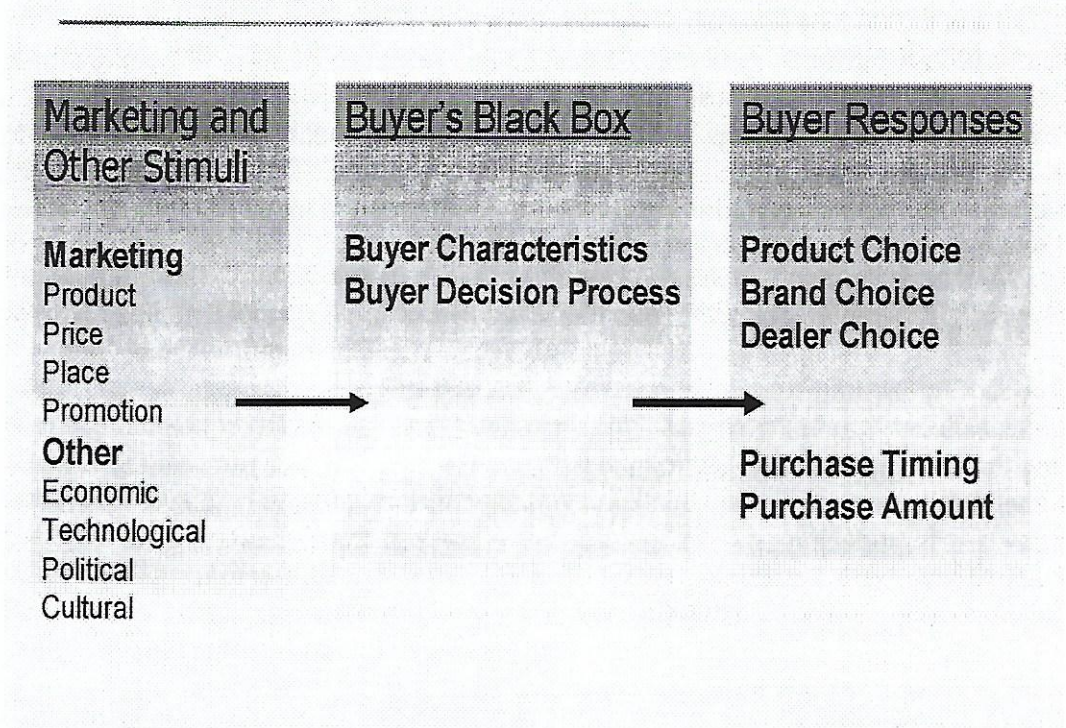 Marketing and
Other Stimuli
Marketing
Product
Price
Place
Promotion
Other
Economic
Technological
Political
Cultural
Buyer's Black Box
Buyer Characteristics
Buyer Decision Process
Buyer Responses
Product Choice
Brand Choice
Dealer Choice
Purchase Timing
Purchase Amount